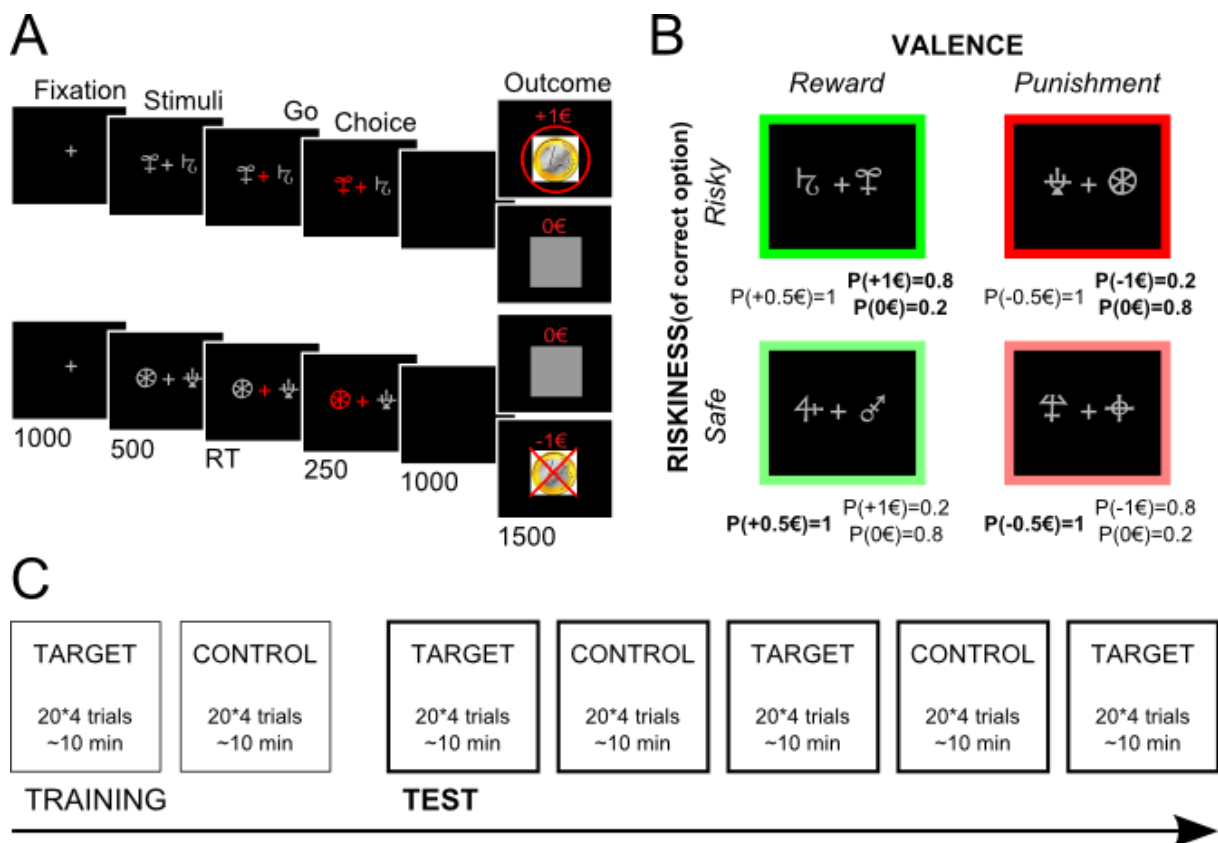 A
Fixation
Stimuli
Go
Choice
Outcome
+1€
0€
0€
-1€
1000
500
RT
250
1000
1500
B
VALENCE
Reward
Punishment
RISKINESS(of correct option)
Risky
P(+0.5€)=1
P(+1€)=0.8
P(0€)=0.2
P(-0.5€)=1
P(-1€)=0.2
P(0€)=0.8
Safe
P(+0.5€)=1
P(+1€)=0.2
P(0€)=0.8
P(-0.5€)=1
P(-1€)=0.8
P(0€)=0.2
C
TARGET
20*4 trials
~10 min
CONTROL
20*4 trials
~10 min
TARGET
20*4 trials
~10 min
CONTROL
20*4 trials
~10 min
TARGET
20*4 trials
~10 min
CONTROL
20*4 trials
~10 min
TARGET
20*4 trials
~10 min
TRAINING
TEST